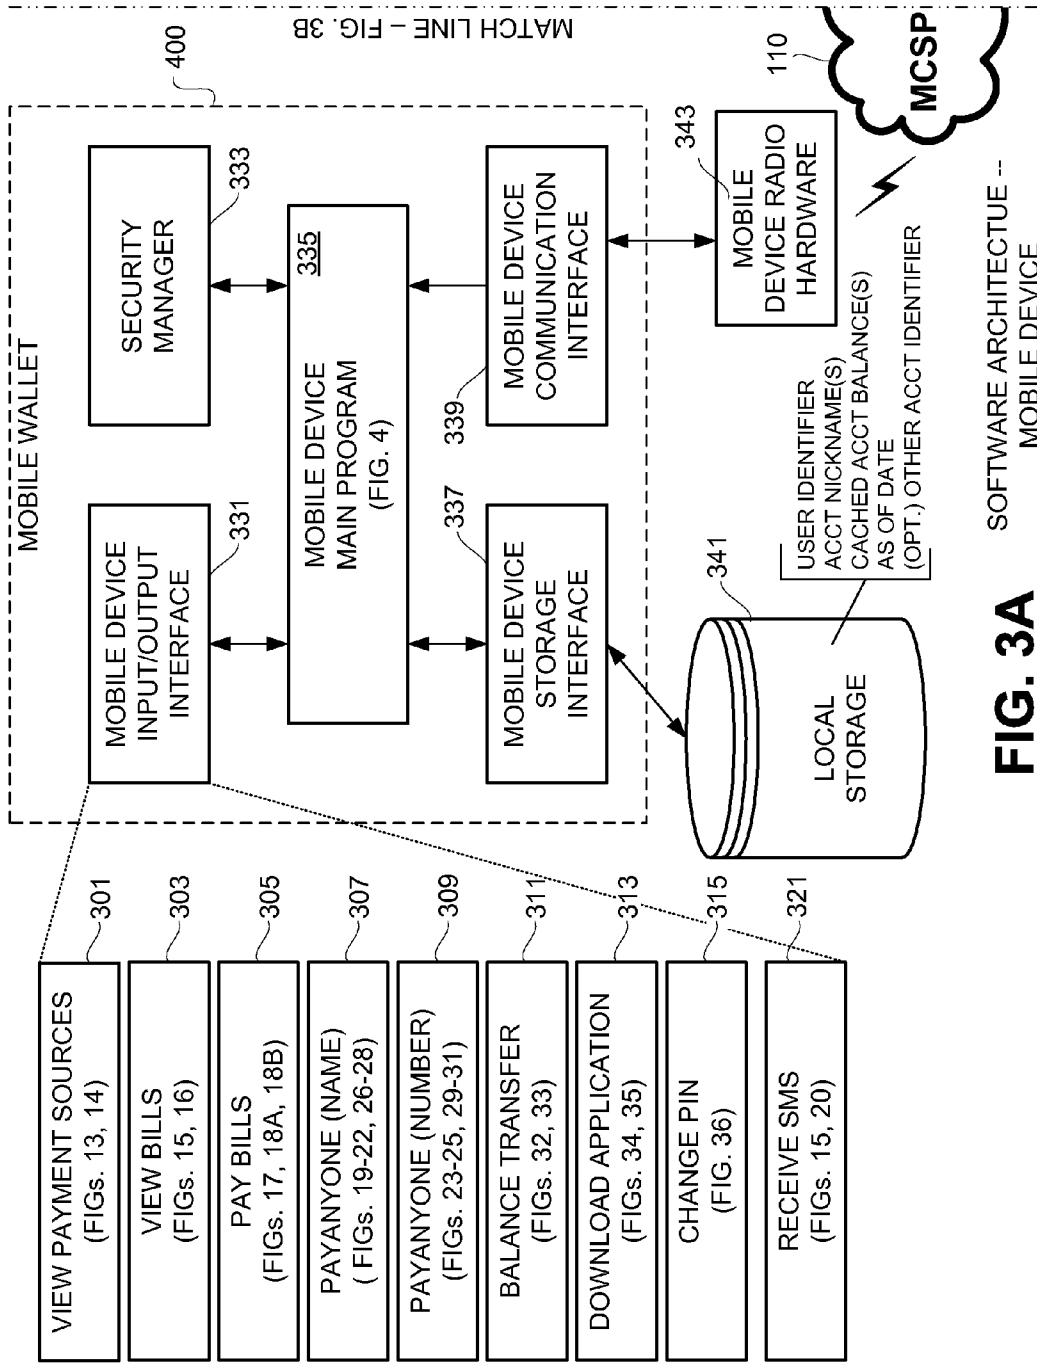 VIEW PAYMENT SOURCES
(FIGs. 13, 14)
301
VIEW BILLS
(FIGs. 15, 16)
303
PAY BILLS
(FIGs. 17, 18A, 18B)
305
PAYANYONE (NAME)
( FIGs. 19-22, 26-28)
307
PAYANYONE (NUMBER)
(FIGs. 23-25, 29-31)
309
BALANCE TRANSFER
(FIGs. 32, 33)
311
DOWNLOAD APPLICATION
(FIGs. 34, 35)
313
CHANGE PIN
(FIG. 36)
315
RECEIVE SMS
(FIGs. 15, 20)
321
MOBILE WALLET
400
MOBILE DEVICE
INPUT/OUTPUT
INTERFACE
331
SECURITY
MANAGER
333
MOBILE DEVICE
MAIN PROGRAM
(FIG. 4)
335
MOBILE DEVICE
STORAGE
INTERFACE
337
MOBILE DEVICE
COMMUNICATION
INTERFACE
339
LOCAL
STORAGE
341
USER IDENTIFIER
ACCT NICKNAME(S)
CACHED ACCT BALANCE(S)
AS OF DATE
(OPT.) OTHER ACCT IDENTIFIER
MOBILE
DEVICE RADIO
HARDWARE
343
110
MCSP
MATCH LINE – FIG. 3B
FIG. 3A
SOFTWARE ARCHITECTUE --
MOBILE DEVICE